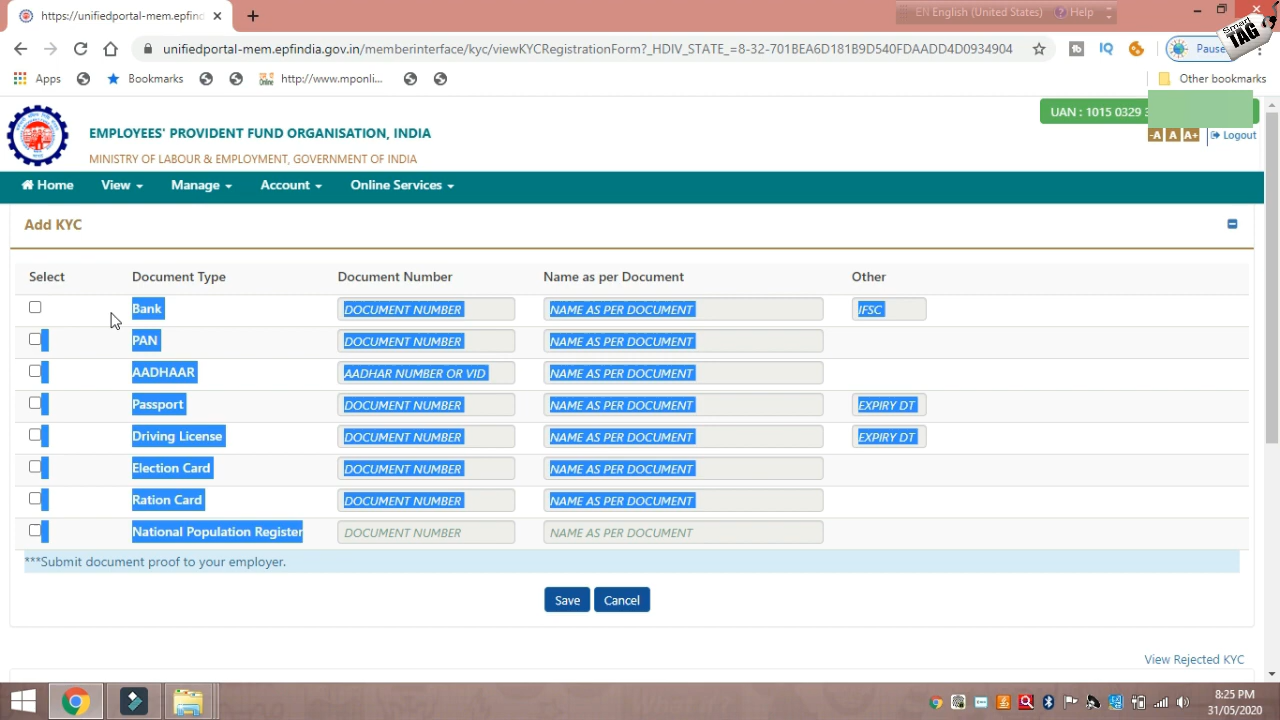 https://unifiedportal-mem.epfind
EN English (United States) Help
Smart TAG
unifiedportal-mem.epfindia.gov.in/memberinterface/kyc/viewKYCRegistrationForm?_HDIV_STATE_=8-32-701BEA6D181B9D540FDAADD4D0934904
IQ
Pause
Apps Bookmarks http://www.mponli... Other bookmarks
UAN : 1015 0329
EMPLOYEES' PROVIDENT FUND ORGANISATION, INDIA
-A A A+ Logout
MINISTRY OF LABOUR & EMPLOYMENT, GOVERNMENT OF INDIA
Home View Manage Account Online Services
Add KYC
Select Document Type Document Number Name as per Document Other
Bank DOCUMENT NUMBER NAME AS PER DOCUMENT IFSC
PAN DOCUMENT NUMBER NAME AS PER DOCUMENT
AADHAAR AADHAR NUMBER OR VID NAME AS PER DOCUMENT
Passport DOCUMENT NUMBER NAME AS PER DOCUMENT EXPIRY DT
Driving License DOCUMENT NUMBER NAME AS PER DOCUMENT EXPIRY DT
Election Card DOCUMENT NUMBER NAME AS PER DOCUMENT
Ration Card DOCUMENT NUMBER NAME AS PER DOCUMENT
National Population Register DOCUMENT NUMBER NAME AS PER DOCUMENT
***Submit document proof to your employer.
Save Cancel
View Rejected KYC
8:25 PM
31/05/2020